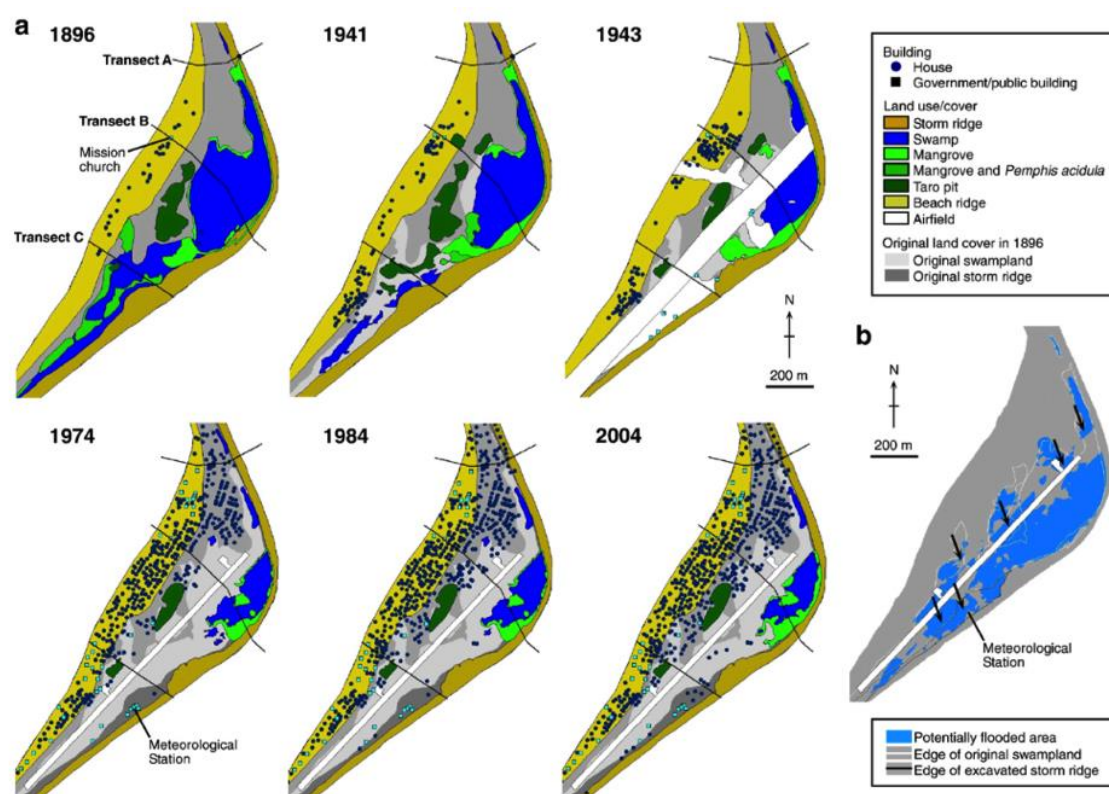 a
1896
Transect A
Transect B
Mission
church
Transect C
1941
1943
N
200 m
Building
House
Government/public building
Land use/cover
Storm ridge
Swamp
Mangrove
Mangrove and Pemphis acidula
Taro pit
Beach ridge
Airfield
Original land cover in 1896
Original swampland
Original storm ridge
1974
Meteorological
Station
1984
2004
b
N
200 m
Meteorological
Station
Potentially flooded area
Edge of original swampland
Edge of excavated storm ridge